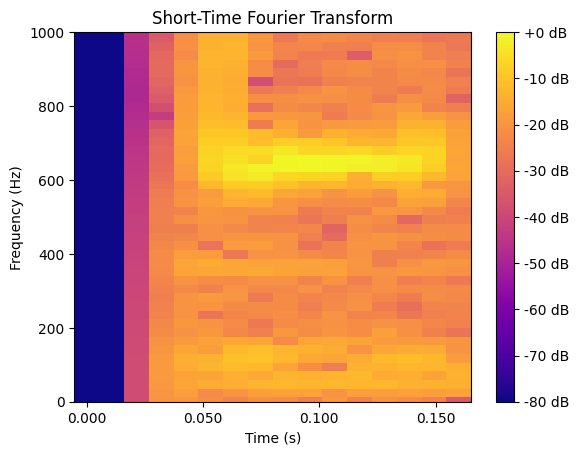 Short-Time Fourier Transform
1000
800
600
400
200
0
Frequency (Hz)
0.000
0.050
0.100
0.150
Time (s)
+0 dB
-10 dB
-20 dB
-30 dB
-40 dB
-50 dB
-60 dB
-70 dB
-80 dB